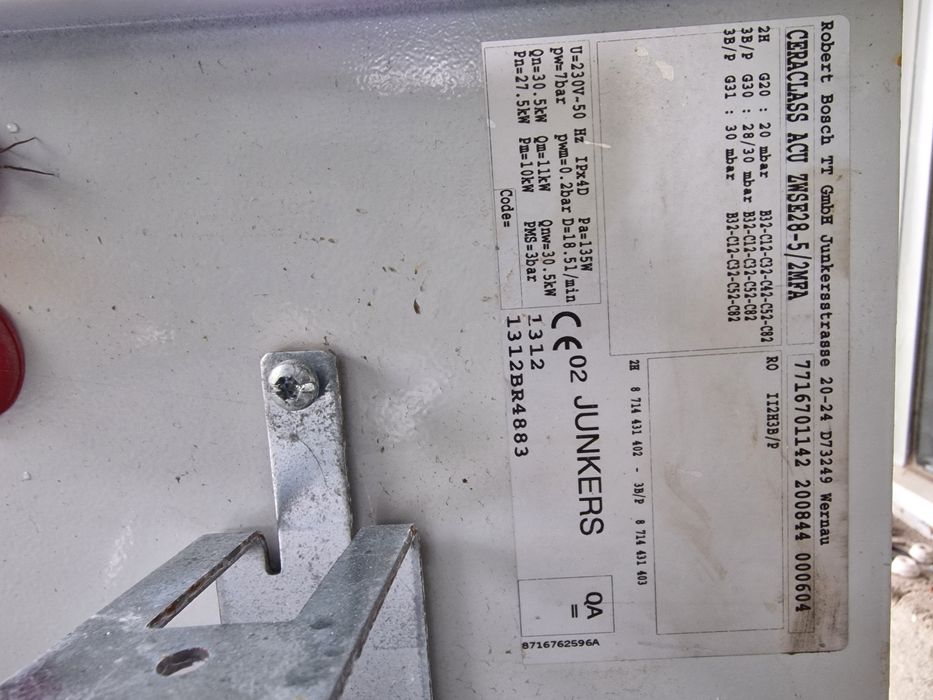 Robert Bosch TT GmbH Junkersstrasse 20-24 D73249 Wernau
CERACLASS ACU ZWSE28-5/2MFA
7716701142 200844 000604
2H G20 : 20 mbar B32-C12-C32-C42-C52-C82
3B/P G30 : 28/30 mbar B32-C12-C32-C52-C82
3B/P G31 : 30 mbar B32-C12-C32-C52-C82
RO II2H3B/P
2H 8 714 431 402 - 3B/P 8 714 431 403
U=230V~50 Hz IPx4D Pa=135W
pw=7bar pwm=0.2bar D=18.5l/min
Qn=30.5kW Qm=11kW Qnw=30.5kW
Pn=27.5kW Pm=10kW PMS=3bar
Code=
CE 02 JUNKERS
1312
1312BR4883
QA
=
8716762596A